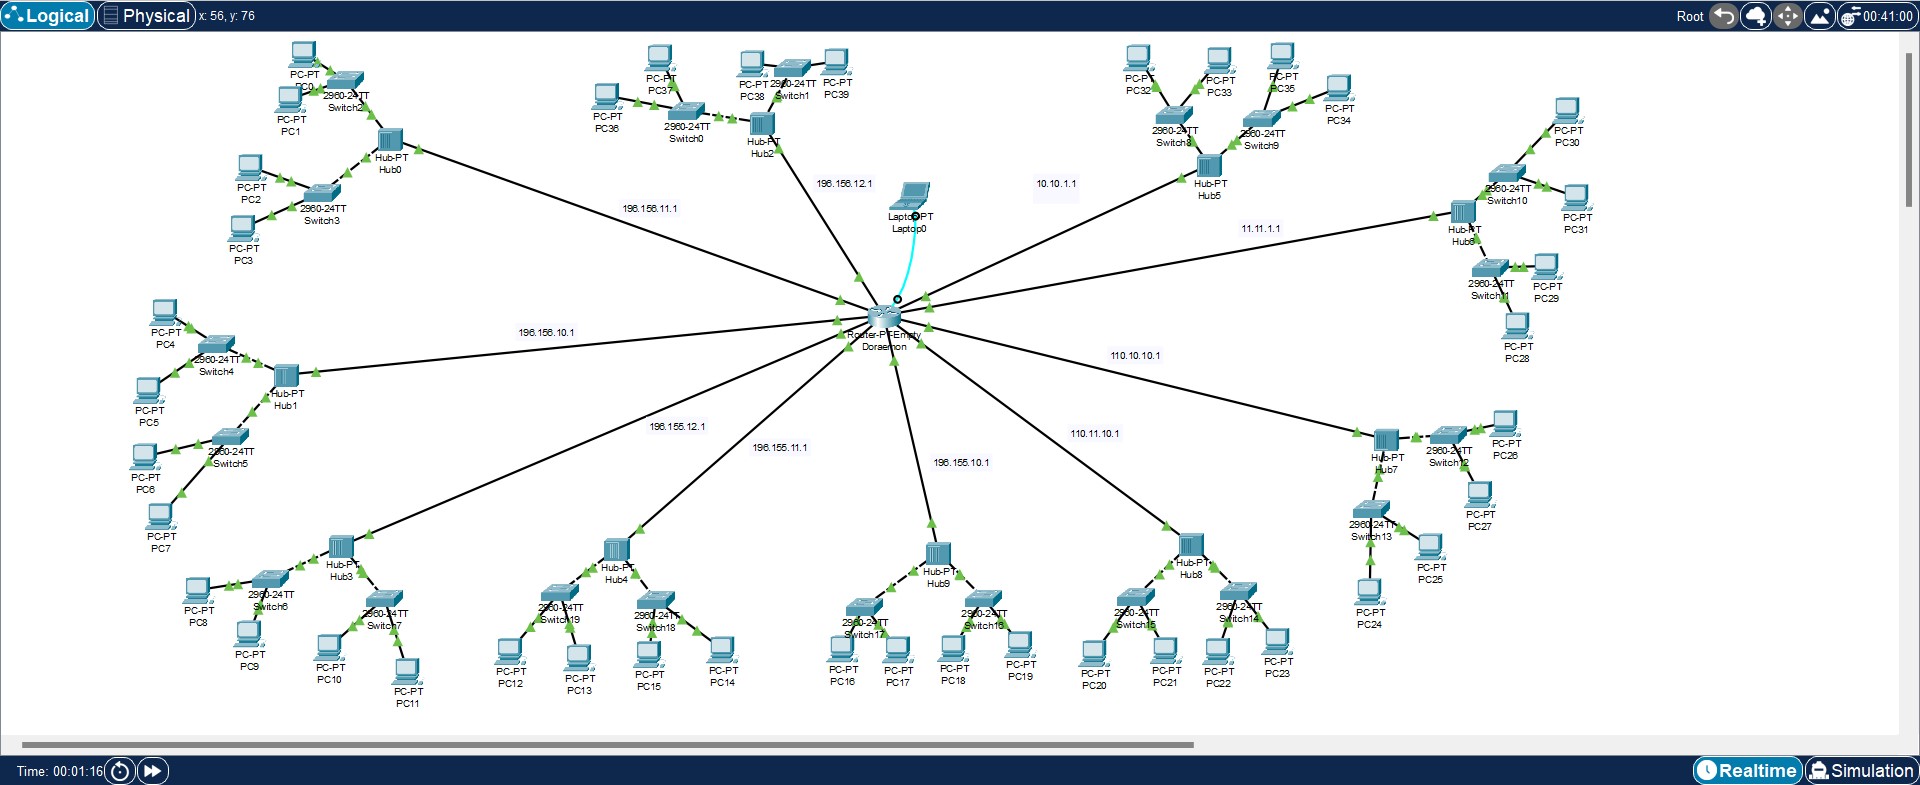 Logical
Physical
x: 56, y: 76
Root
00:41:00
PC-PT
PC0
2960-24TT
Switch2
PC-PT
PC1
Hub-PT
Hub0
PC-PT
PC2
2960-24TT
Switch3
PC-PT
PC3
PC-PT
PC37
PC-PT
PC36
2960-24TT
Switch0
PC-PT
PC38
2960-24TT
Switch1
PC-PT
PC39
Hub-PT
Hub2
PC-PT
PC32
PC-PT
PC33
PC-PT
PC35
PC-PT
PC34
2960-24TT
Switch8
2960-24TT
Switch9
Hub-PT
Hub5
PC-PT
PC30
2960-24TT
Switch10
PC-PT
PC31
Hub-PT
Hub6
2960-24TT
Switch11
PC-PT
PC29
PC-PT
PC28
196.156.11.1
196.156.12.1
10.10.1.1
11.11.1.1
Laptop-PT
Laptop0
Router-PT-Empty
Doraemon
196.156.10.1
110.10.10.1
196.155.12.1
196.155.11.1
196.155.10.1
110.11.10.1
PC-PT
PC4
2960-24TT
Switch4
PC-PT
PC5
Hub-PT
Hub1
2960-24TT
Switch5
PC-PT
PC6
PC-PT
PC7
Hub-PT
Hub7
2960-24TT
Switch12
PC-PT
PC26
PC-PT
PC27
2960-24TT
Switch13
PC-PT
PC25
PC-PT
PC24
Hub-PT
Hub3
2960-24TT
Switch6
PC-PT
PC8
PC-PT
PC9
2960-24TT
Switch7
PC-PT
PC10
PC-PT
PC11
Hub-PT
Hub4
2960-24TT
Switch19
2960-24TT
Switch18
PC-PT
PC12
PC-PT
PC13
PC-PT
PC15
PC-PT
PC14
Hub-PT
Hub9
2960-24TT
Switch17
2960-24TT
Switch16
PC-PT
PC16
PC-PT
PC17
PC-PT
PC18
PC-PT
PC19
Hub-PT
Hub8
2960-24TT
Switch15
2960-24TT
Switch14
PC-PT
PC20
PC-PT
PC21
PC-PT
PC22
PC-PT
PC23
Time: 00:01:16
Realtime
Simulation